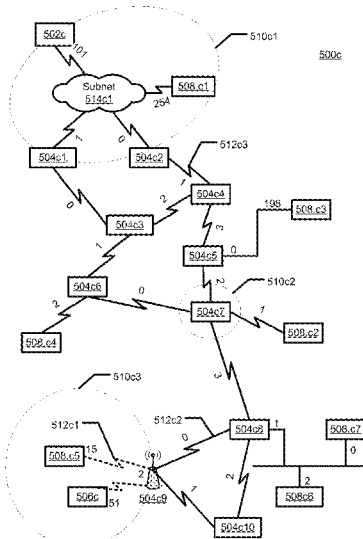 510c1
502c
500c
101
Subnet
514c1
254
508.c1
1
0
504c1
504c2
512c3
1
504c4
198
508.c3
0
2
504c3
3
504c5
0
1
2
510c2
504c6
0
504c7
1
2
508.c4
508.c2
510c3
3
512c2
512c1
504c8
1
508.c7
0
0
508.c5
15
2
2
2
508c6
506c
51
504c9
1
504c10